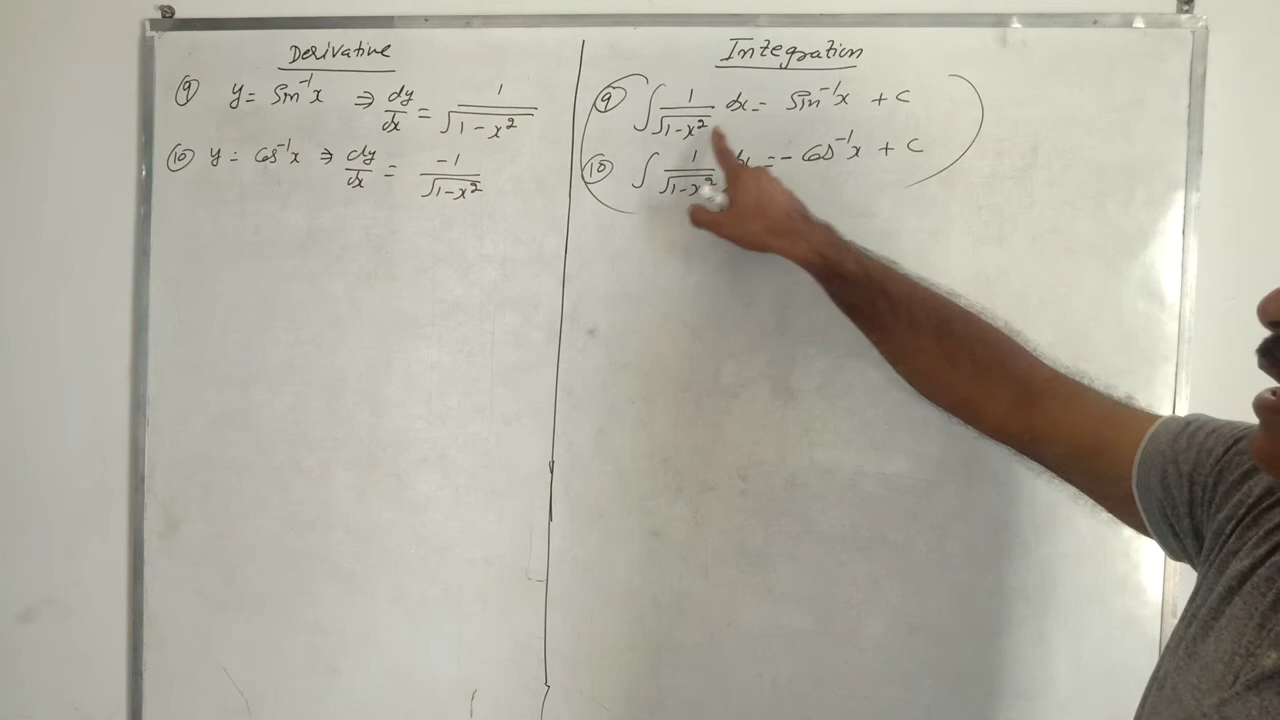 Derivative
⑨ y = Sin⁻¹x ⇒ dy/dx = 1/√(1-x²)
⑩ y = Cos⁻¹x ⇒ dy/dx = -1/√(1-x²)
Integration
⑨ ∫ 1/√(1-x²) dx = Sin⁻¹x + C
⑩ ∫ 1/√(1-x²) dx = - Cos⁻¹x + C